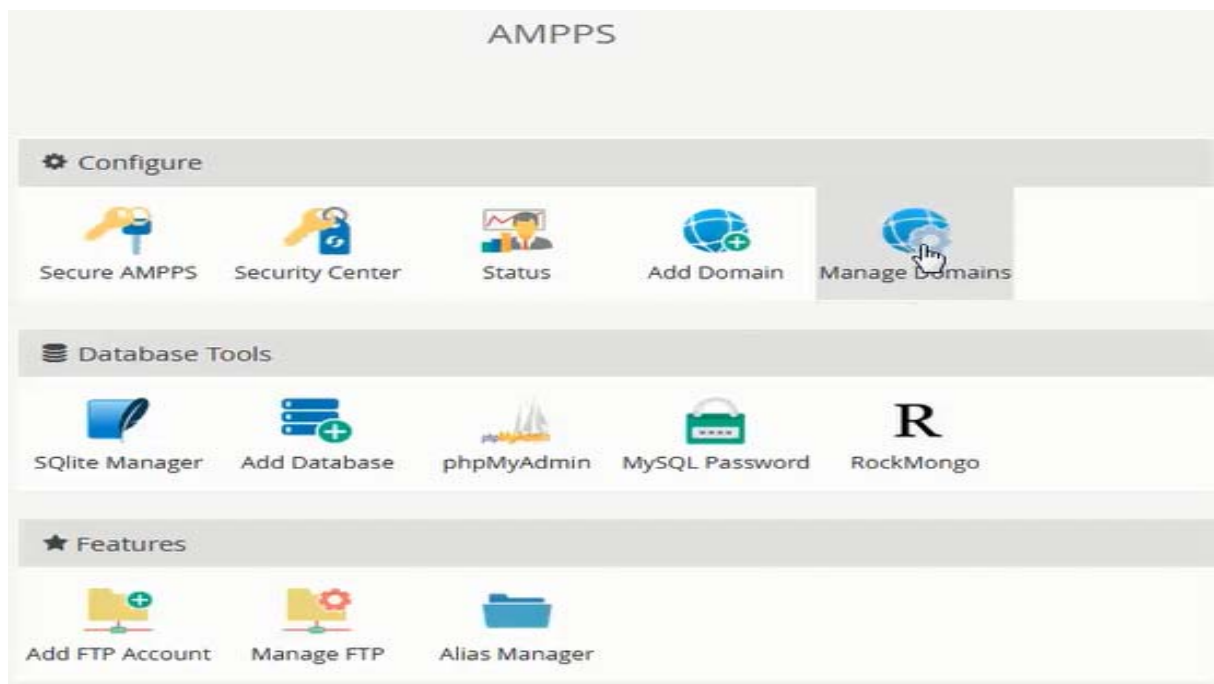 AMPPS
Configure
Secure AMPPS Security Center Status Add Domain Manage Domains
Database Tools
phpMyAdmin
R
SQlite Manager Add Database phpMyAdmin MySQL Password RockMongo
Features
Add FTP Account Manage FTP Alias Manager